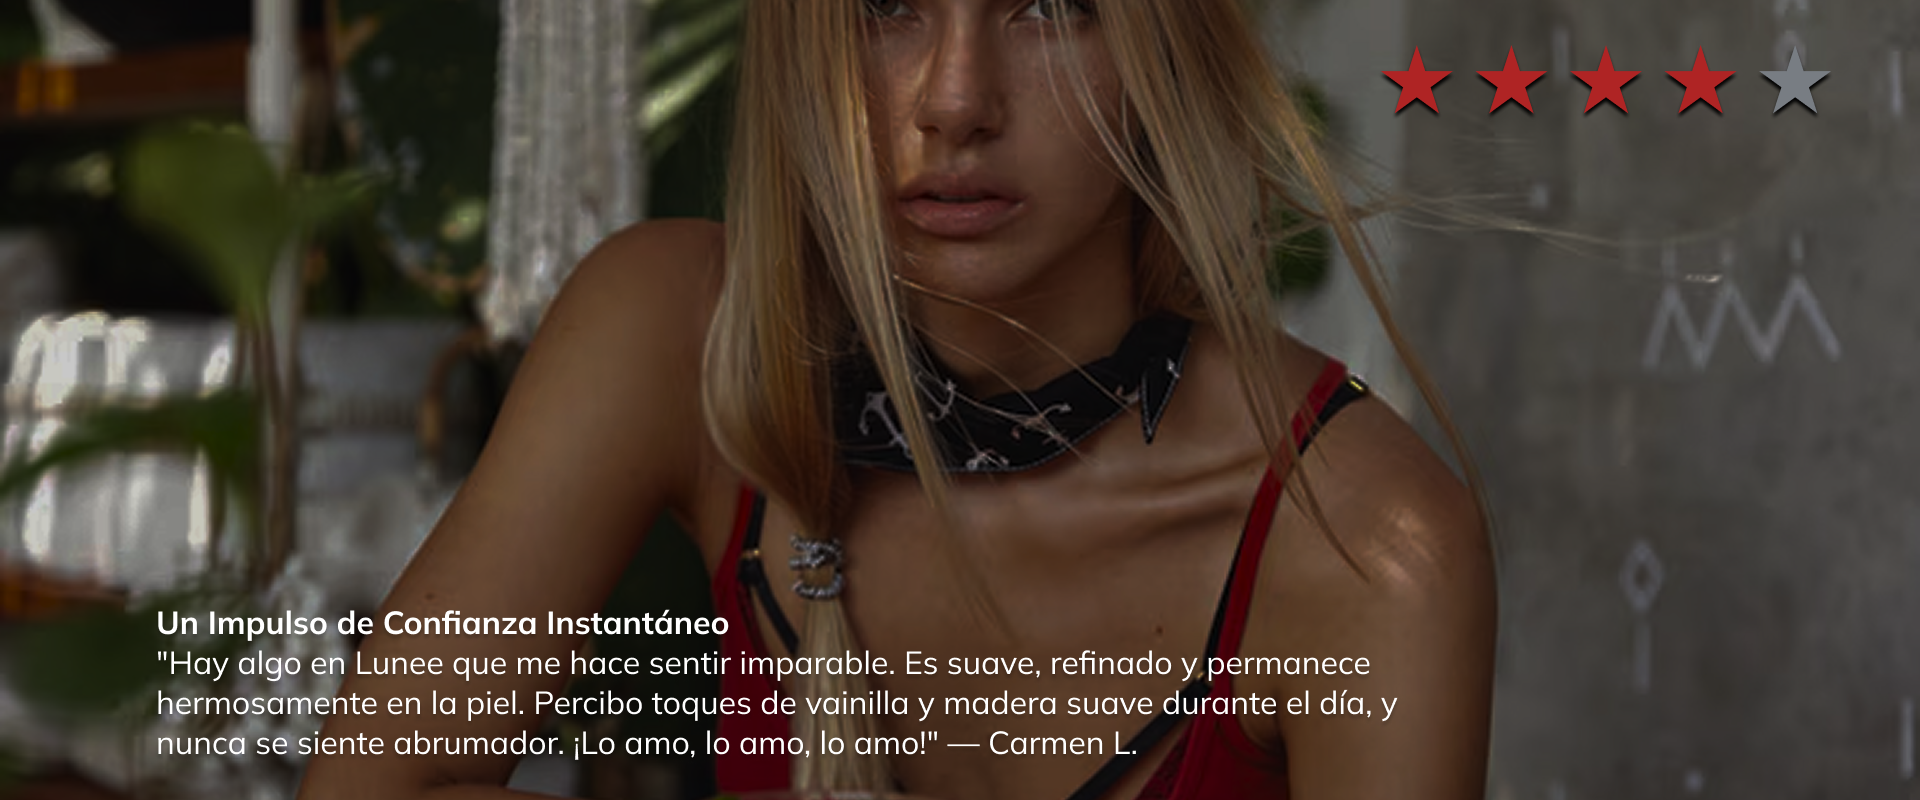 Un Impulso de Confianza Instantáneo
"Hay algo en Lunee que me hace sentir imparable. Es suave, refinado y permanece
hermosamente en la piel. Percibo toques de vainilla y madera suave durante el día, y
nunca se siente abrumador. ¡Lo amo, lo amo, lo amo!" — Carmen L.